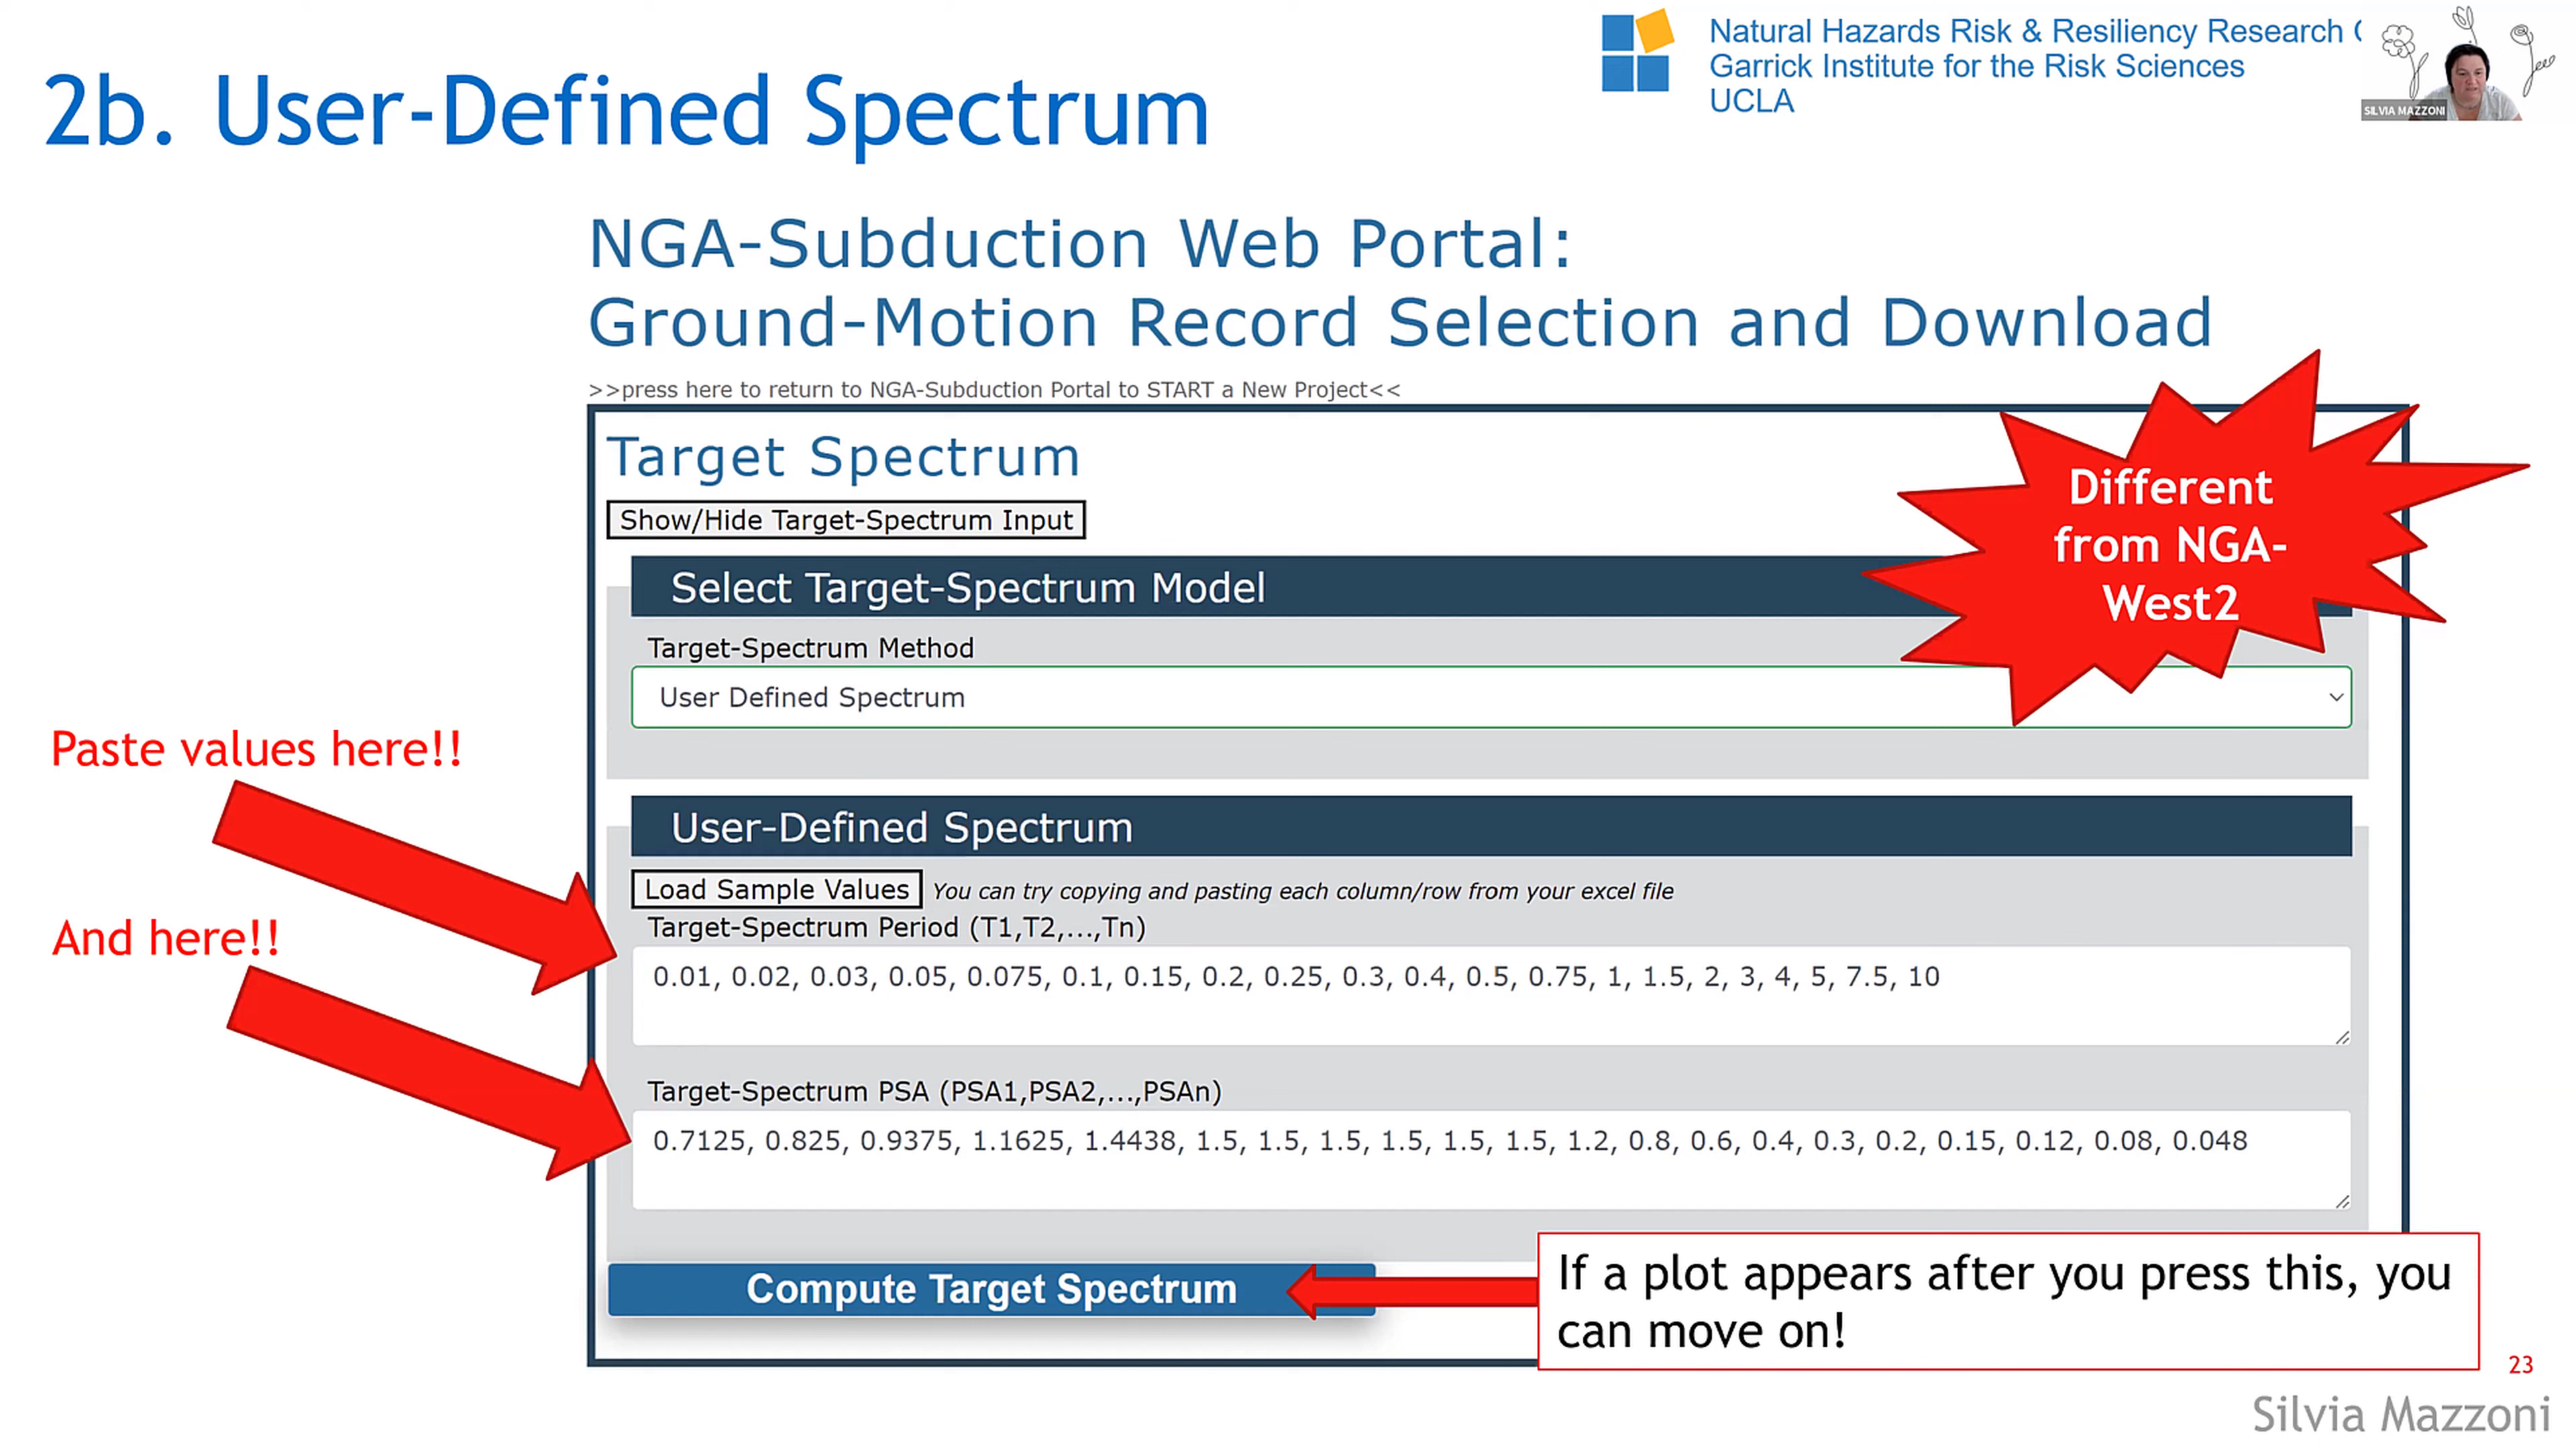 Natural Hazards Risk & Resiliency Research
Garrick Institute for the Risk Sciences
UCLA
SILVIA MAZZONI
2b. User-Defined Spectrum
NGA-Subduction Web Portal:
Ground-Motion Record Selection and Download
>>press here to return to NGA-Subduction Portal to START a New Project<<
Target Spectrum
Show/Hide Target-Spectrum Input
Different
from NGA-
West2
Select Target-Spectrum Model
Target-Spectrum Method
User Defined Spectrum
Paste values here!!
User-Defined Spectrum
Load Sample Values You can try copying and pasting each column/row from your excel file
Target-Spectrum Period (T1,T2,...,Tn)
And here!!
0.01, 0.02, 0.03, 0.05, 0.075, 0.1, 0.15, 0.2, 0.25, 0.3, 0.4, 0.5, 0.75, 1, 1.5, 2, 3, 4, 5, 7.5, 10
Target-Spectrum PSA (PSA1,PSA2,...,PSAn)
0.7125, 0.825, 0.9375, 1.1625, 1.4438, 1.5, 1.5, 1.5, 1.5, 1.5, 1.5, 1.2, 0.8, 0.6, 0.4, 0.3, 0.2, 0.15, 0.12, 0.08, 0.048
Compute Target Spectrum
If a plot appears after you press this, you
can move on!
23
Silvia Mazzoni